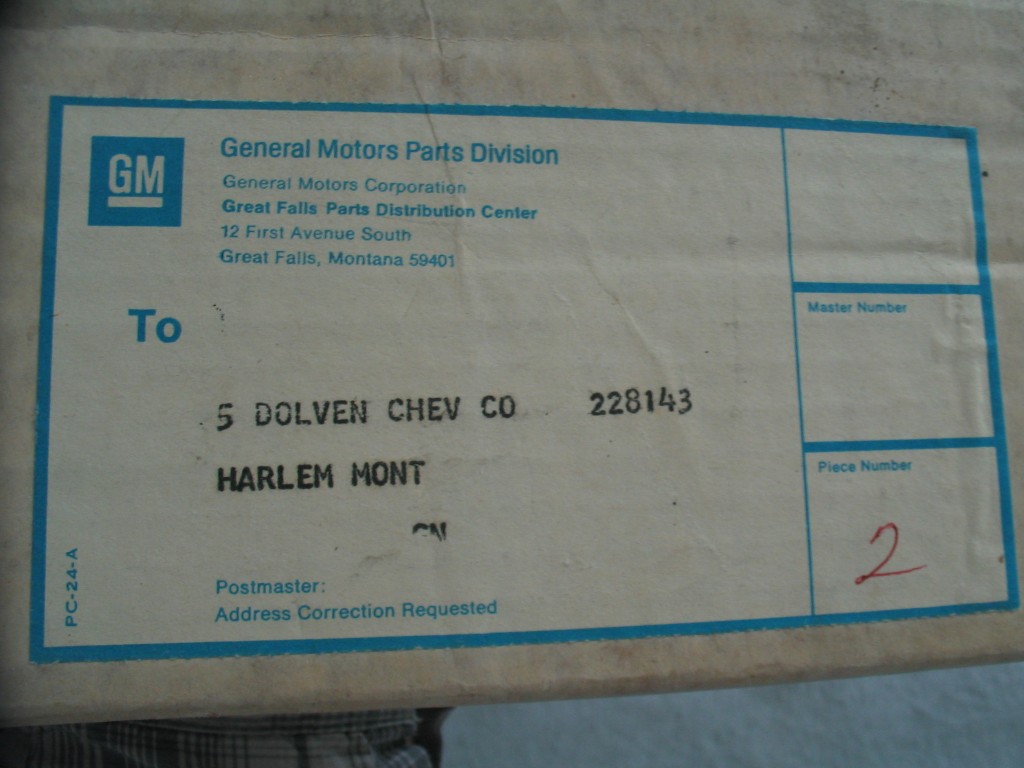 GM
General Motors Parts Division
General Motors Corporation
Great Falls Parts Distribution Center
12 First Avenue South
Great Falls, Montana 59401
To
5 DOLVEN CHEV CO 228143
HARLEM MONT
Postmaster:
Address Correction Requested
PC-24-A
Master Number
Piece Number
2